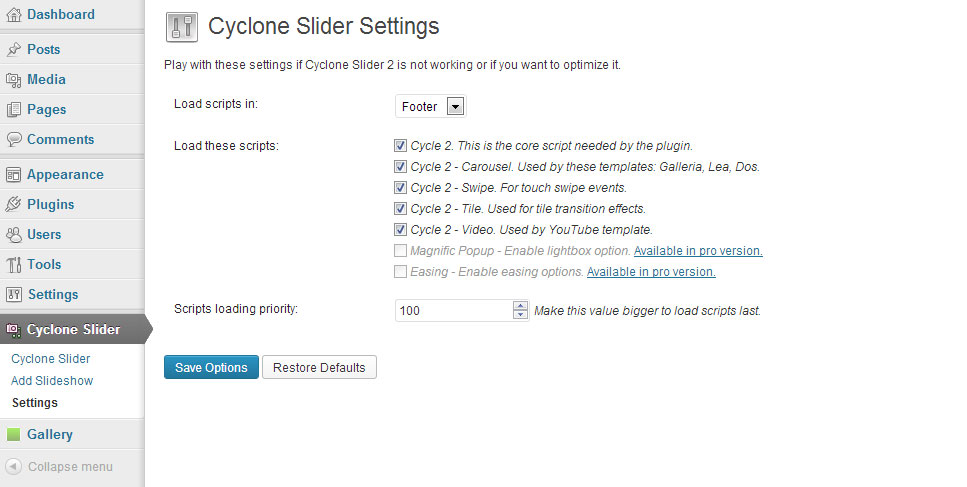 Dashboard
Posts
Media
Pages
Comments
Appearance
Plugins
Users
Tools
Settings
Cyclone Slider
Cyclone Slider
Add Slideshow
Settings
Gallery
Collapse menu
Cyclone Slider Settings
Play with these settings if Cyclone Slider 2 is not working or if you want to optimize it.
Load scripts in: Footer
Load these scripts: Cycle 2. This is the core script needed by the plugin.
Cycle 2 - Carousel. Used by these templates: Galleria, Lea, Dos.
Cycle 2 - Swipe. For touch swipe events.
Cycle 2 - Tile. Used for tile transition effects.
Cycle 2 - Video. Used by YouTube template.
Magnific Popup - Enable lightbox option. Available in pro version.
Easing - Enable easing options. Available in pro version.
Scripts loading priority: 100 Make this value bigger to load scripts last.
Save Options Restore Defaults